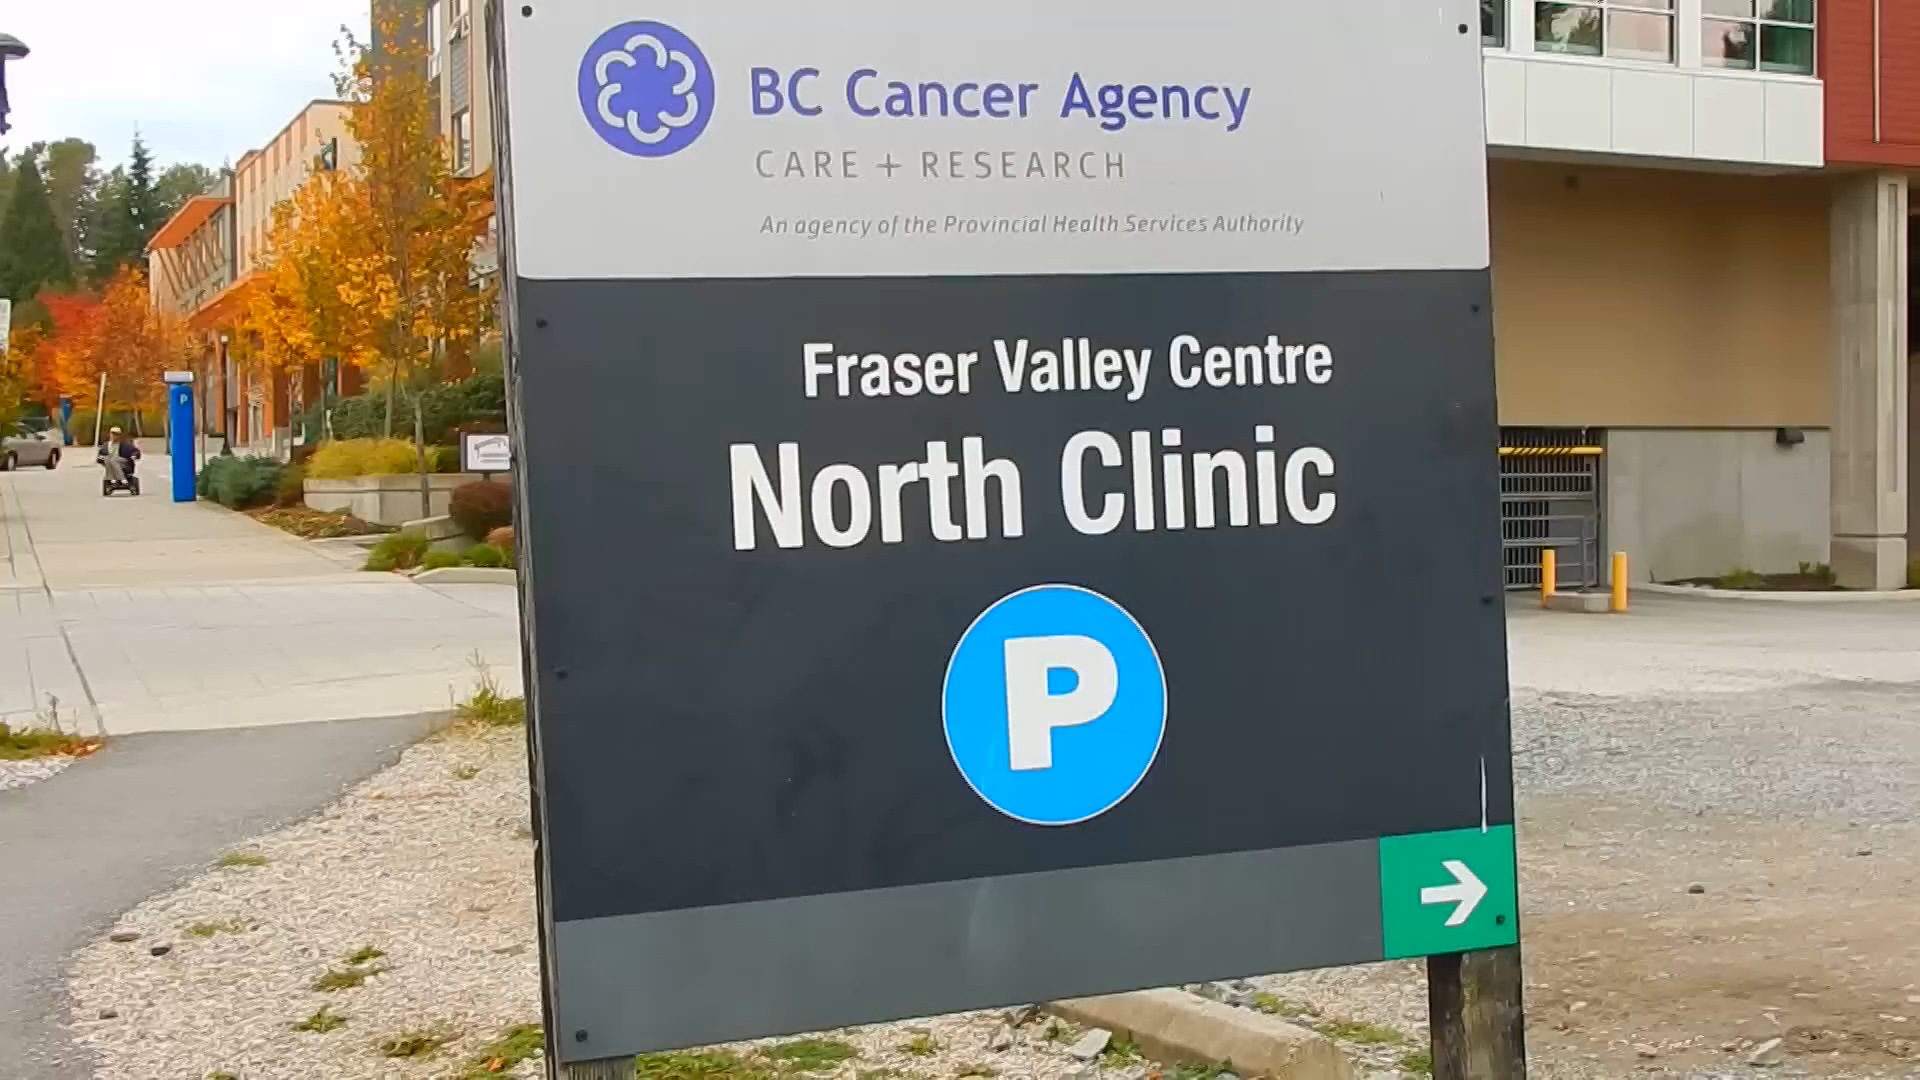 BC Cancer Agency
CARE + RESEARCH
An agency of the Provincial Health Services Authority
Fraser Valley Centre
North Clinic
P
P